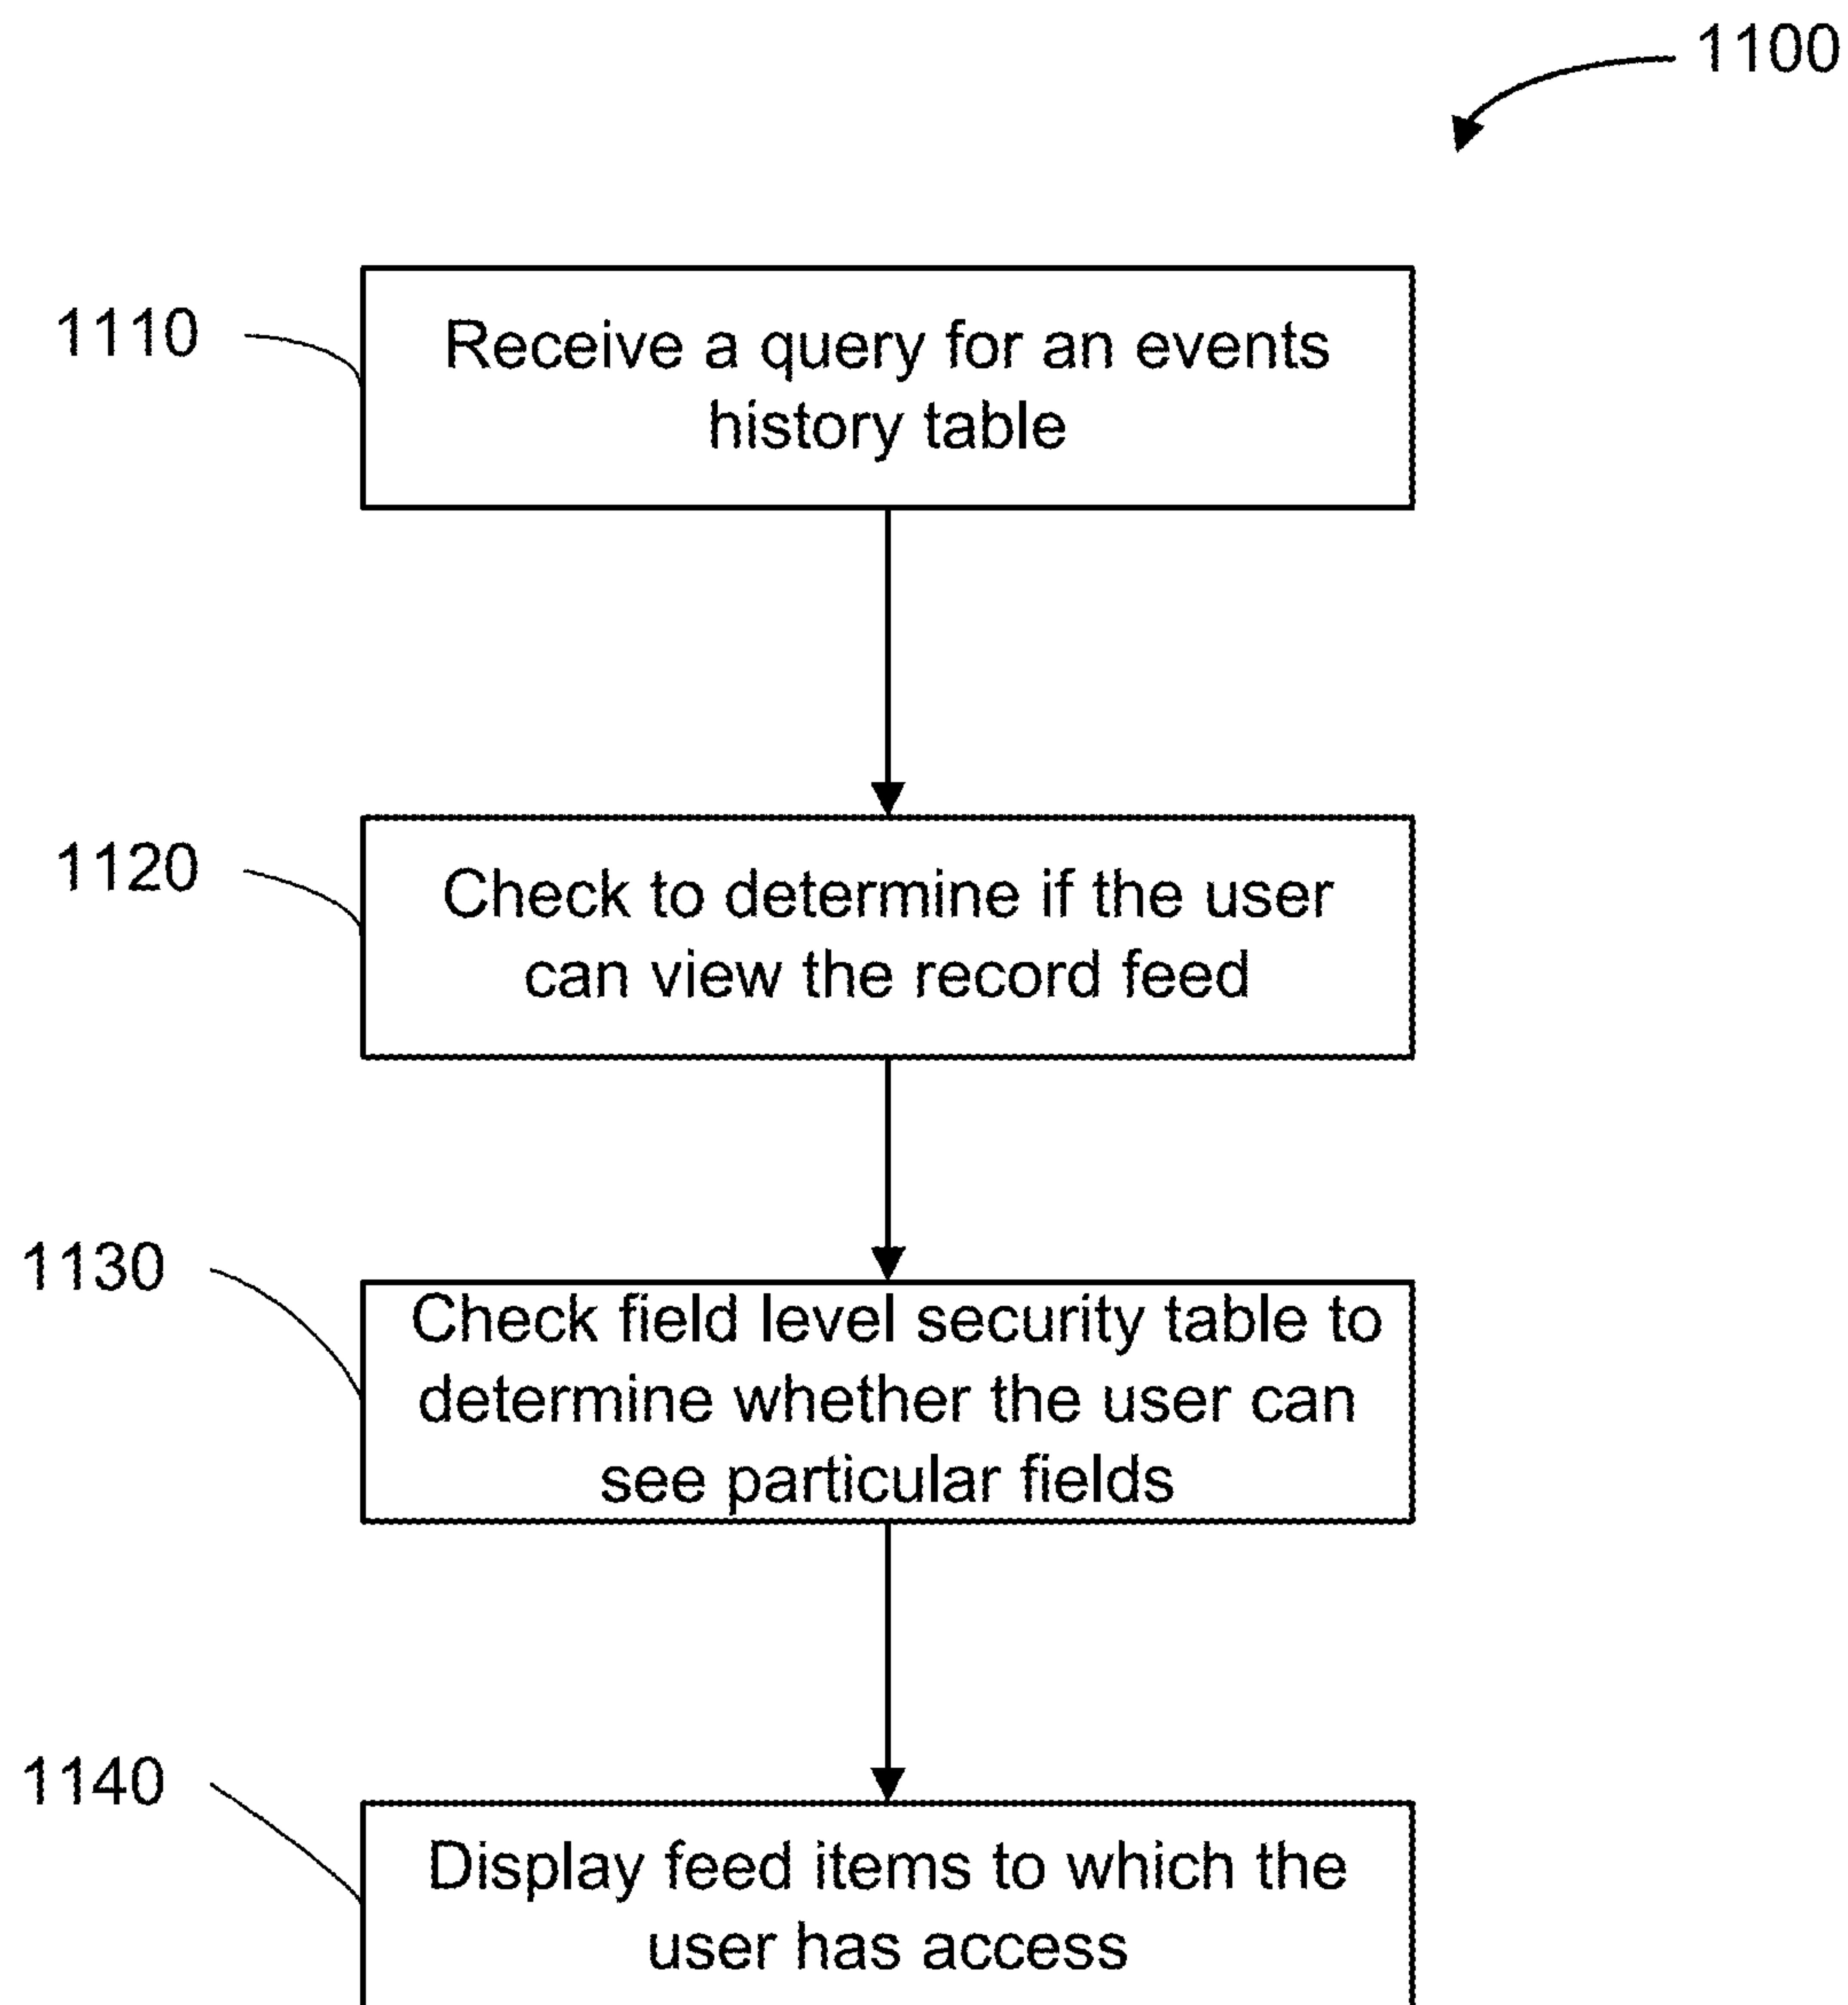 1100
1110
Receive a query for an events
history table
1120
Check to determine if the user
can view the record feed
1130
Check field level security table to
determine whether the user can
see particular fields
1140
Display feed items to which the
user has access